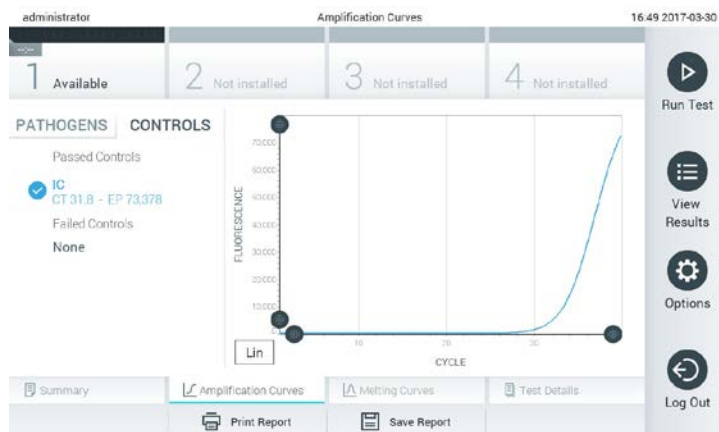 administrator
Amplification Curves
16:49 2017-03-30
--:--
1 Available
2 Not installed
3 Not installed
4 Not installed
PATHOGENS CONTROLS
Passed Controls
IC
CT 31.8 - EP 73,378
Failed Controls
None
FLUORESCENCE
70,000
60,000
50,000
40,000
30,000
20,000
10,000
0
10 20 30
CYCLE
Lin
Run Test
View
Results
Options
Log Out
Summary
Amplification Curves
Melting Curves
Test Details
Print Report
Save Report